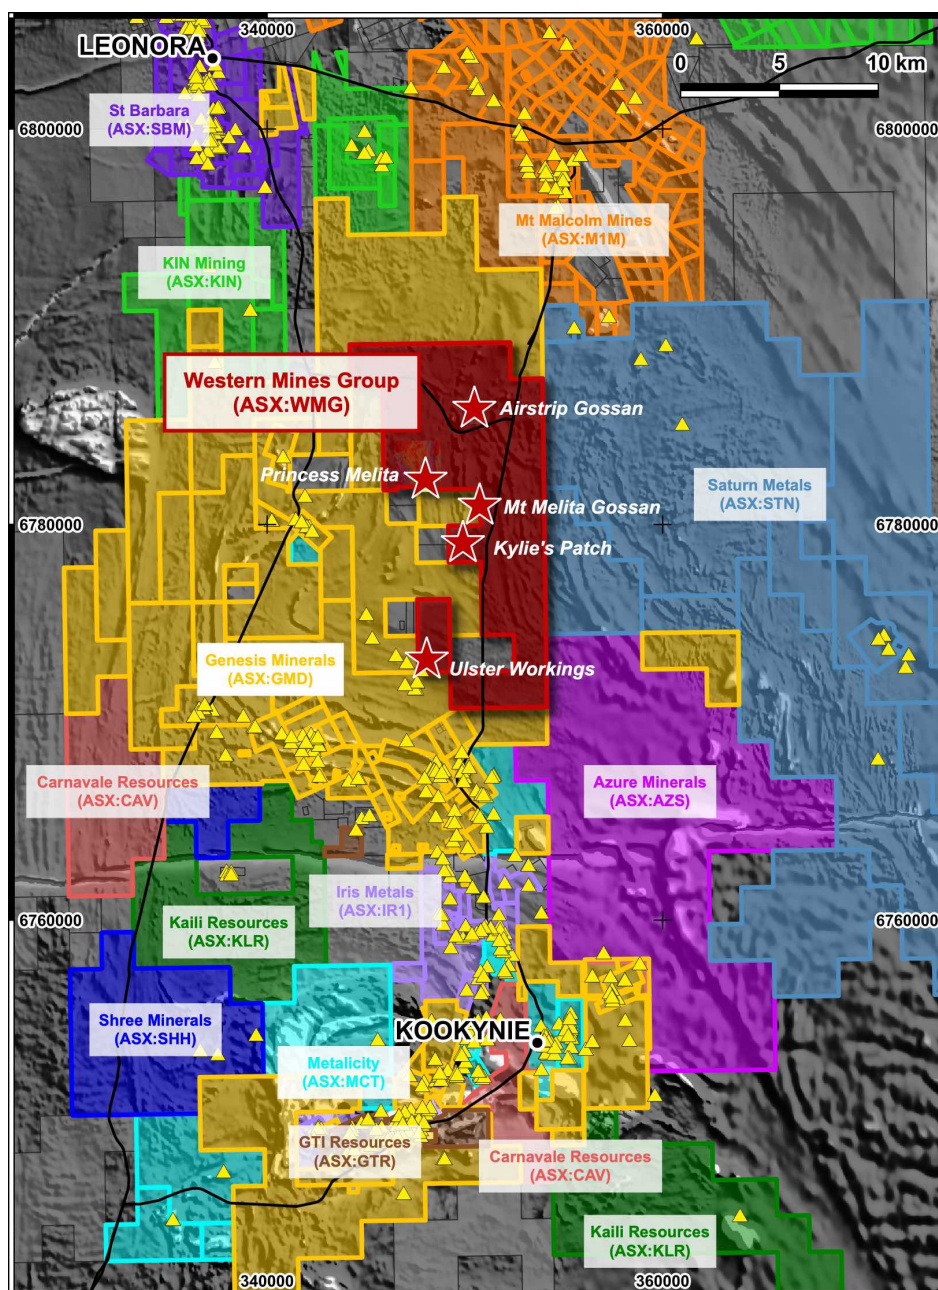 340000
360000
LEONORA
0 5 10 km
St Barbara
(ASX:SBM)
6800000
6800000
Mt Malcolm Mines
(ASX:M1M)
KIN Mining
(ASX:KIN)
Western Mines Group
(ASX:WMG)
Airstrip Gossan
Princess Melita
Saturn Metals
(ASX:STN)
Mt Melita Gossan
6780000
6780000
Kylie's Patch
Genesis Minerals
(ASX:GMD)
Ulster Workings
Carnavale Resources
(ASX:CAV)
Azure Minerals
(ASX:AZS)
Iris Metals
(ASX:IR1)
Kaili Resources
(ASX:KLR)
6760000
6760000
Shree Minerals
(ASX:SHH)
KOOKYNIE
Metalicity
(ASX:MCT)
GTI Resources
(ASX:GTR)
Carnavale Resources
(ASX:CAV)
Kaili Resources
(ASX:KLR)
340000
360000